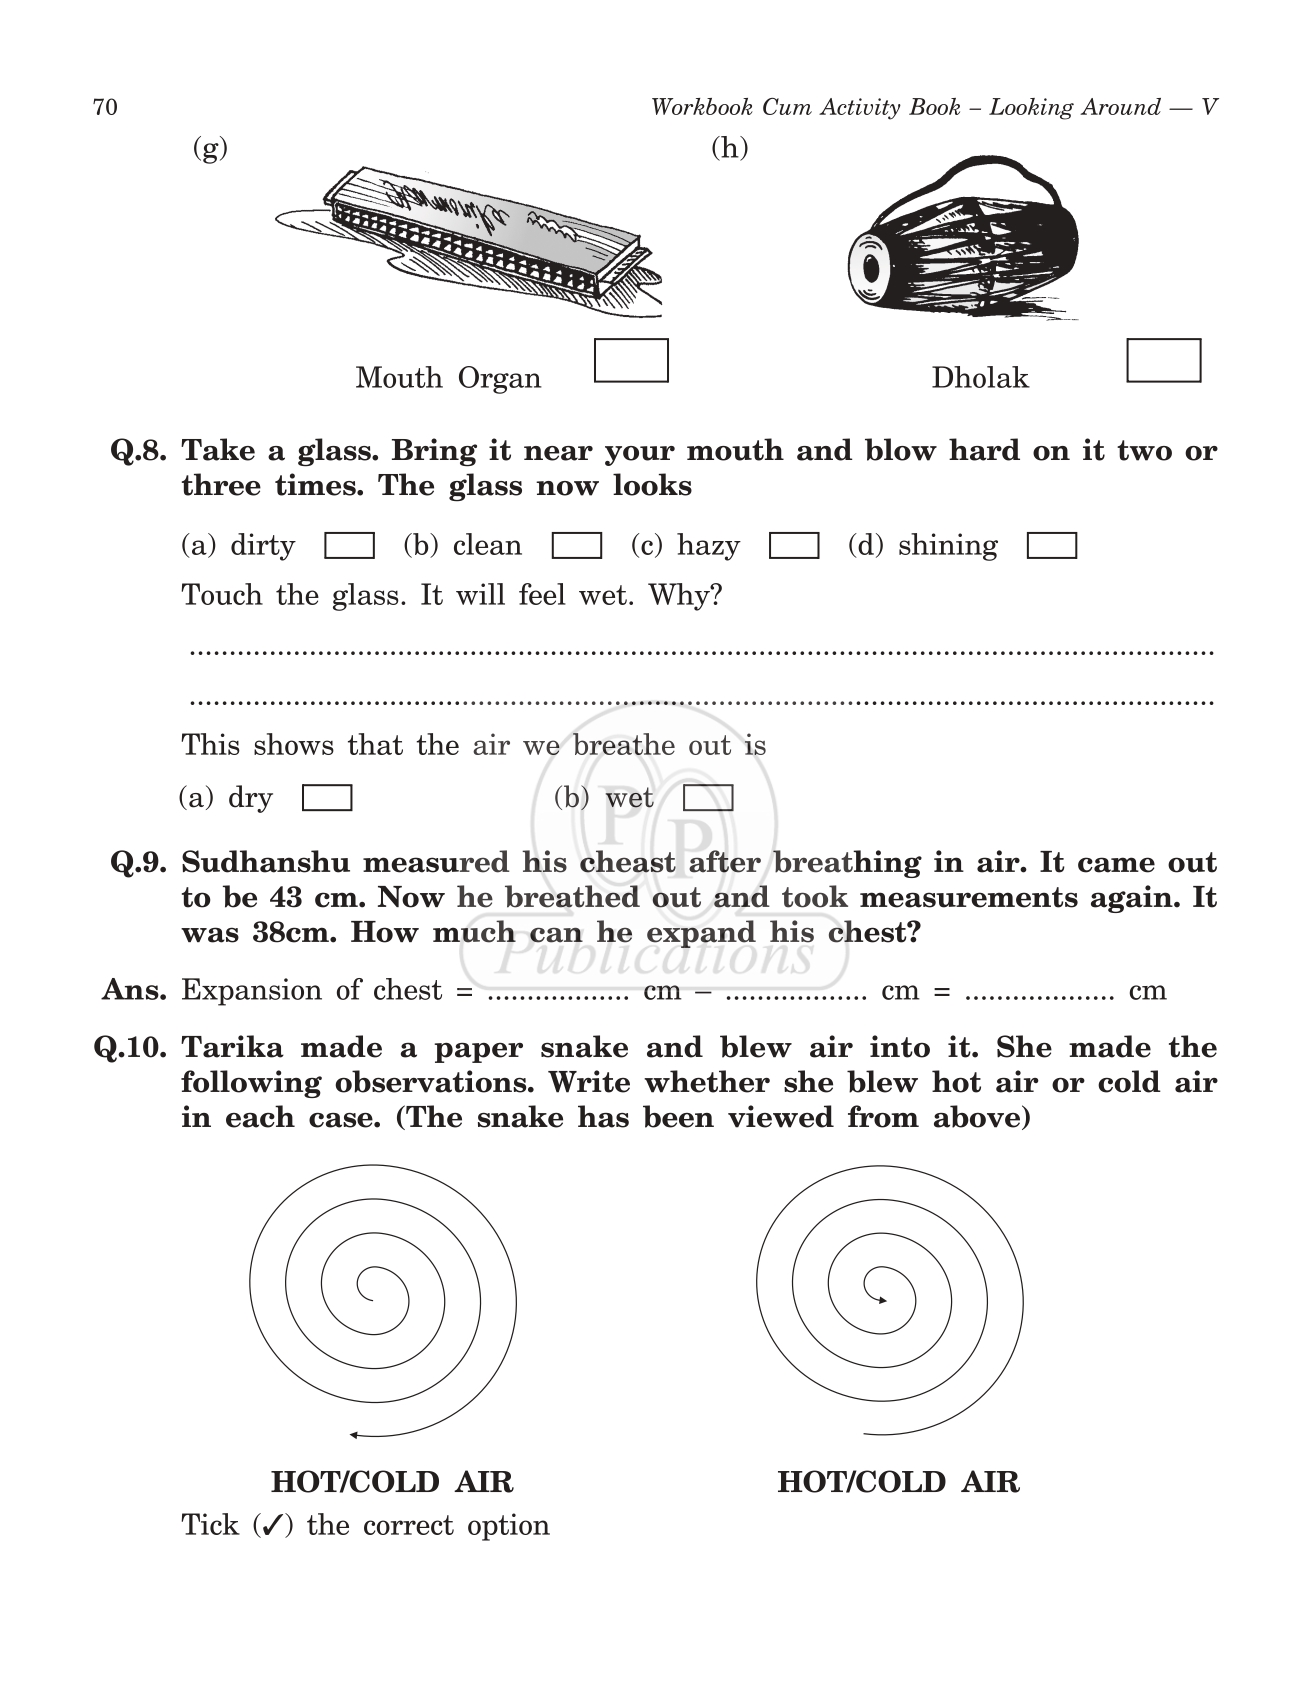 70 Workbook Cum Activity Book – Looking Around — V
(g) (h)
Harmonika
Mouth Organ Dholak
Q.8. Take a glass. Bring it near your mouth and blow hard on it two or
three times. The glass now looks
(a) dirty (b) clean (c) hazy (d) shining
Touch the glass. It will feel wet. Why?
..................................................................................................................................
..................................................................................................................................
This shows that the air we breathe out is
(a) dry (b) wet
PP
Q.9. Sudhanshu measured his cheast after breathing in air. It came out
to be 43 cm. Now he breathed out and took measurements again. It
was 38cm. How much can he expand his chest?
Publications
Ans. Expansion of chest = .................. cm – .................. cm = ................... cm
Q.10. Tarika made a paper snake and blew air into it. She made the
following observations. Write whether she blew hot air or cold air
in each case. (The snake has been viewed from above)
HOT/COLD AIR HOT/COLD AIR
Tick (✓) the correct option